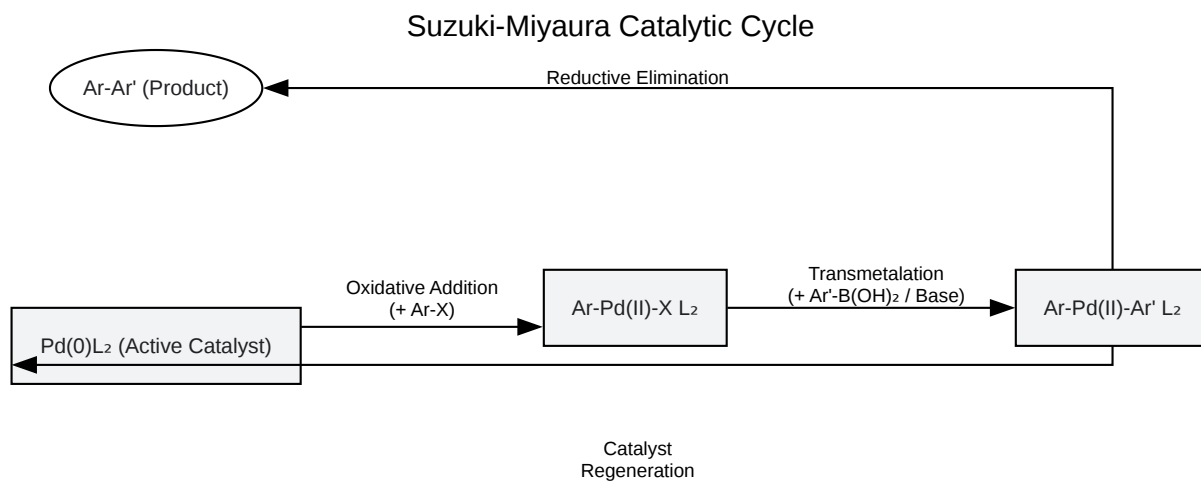 Suzuki-Miyaura Catalytic Cycle
Reductive Elimination
Ar-Ar' (Product)
Oxidative Addition
(+ Ar-X)
Transmetalation
(+ Ar'-B(OH)₂ / Base)
Pd(0)L₂ (Active Catalyst)
Ar-Pd(II)-X L₂
Ar-Pd(II)-Ar' L₂
Catalyst
Regeneration